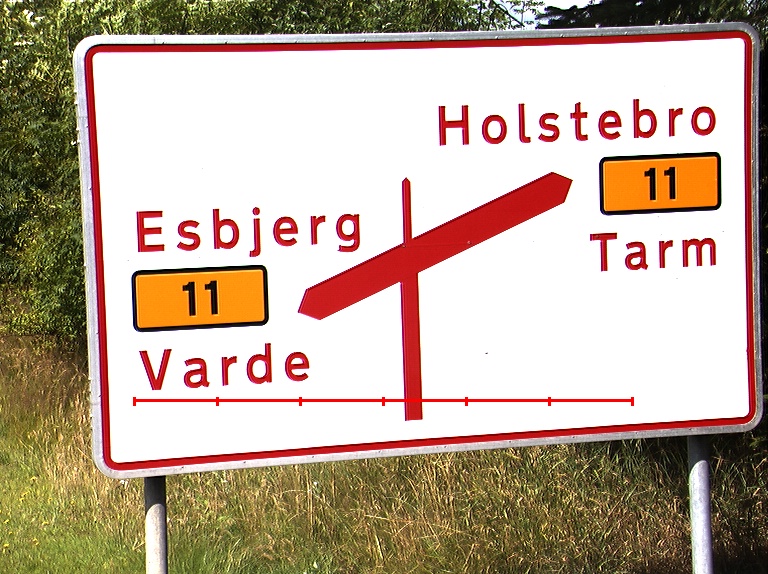 Holstebro
11
Tarm
Esbjerg
11
Varde